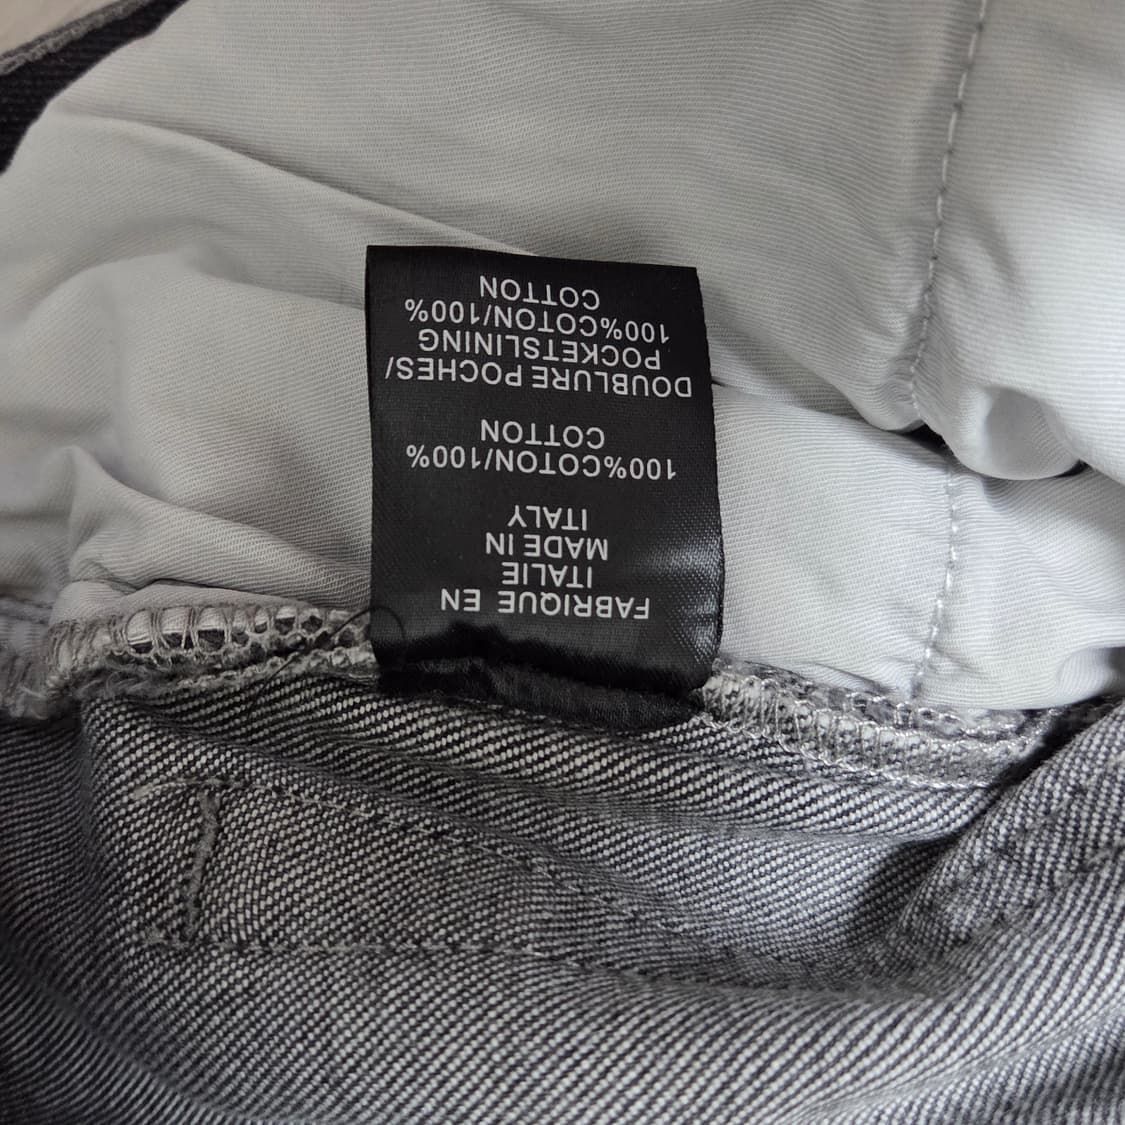 FABRIQUE EN
ITALIE
MADE IN
ITALY
100%COTON/100%
COTTON
DOUBLURE POCHES/
POCKETSLINING
100%COTON/100%
COTTON